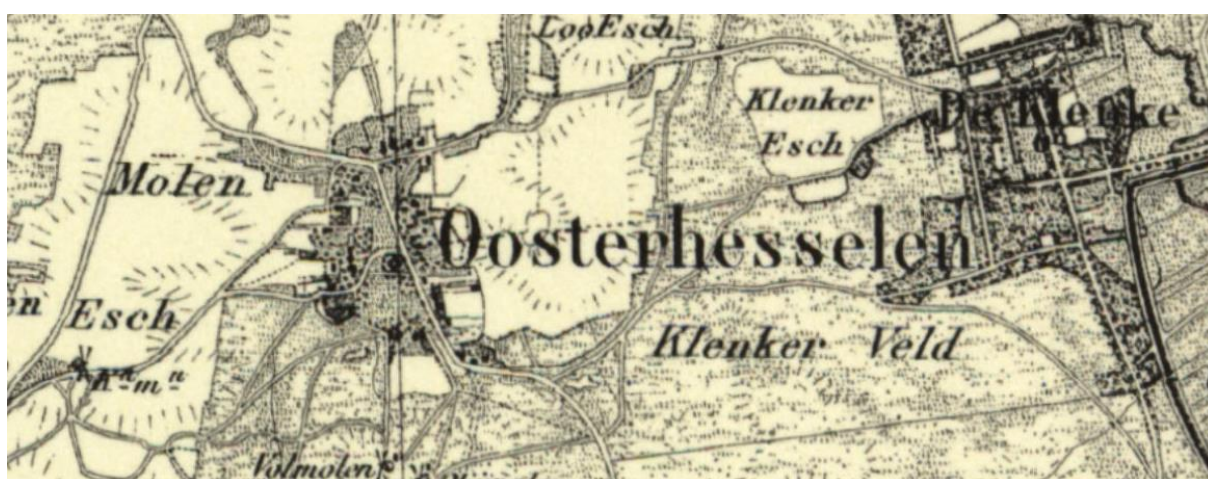 Loo Esch
Klenker
Esch
De Klenke
Molen
Oosterhesselen
Esch
Klenker Veld
Volmolen